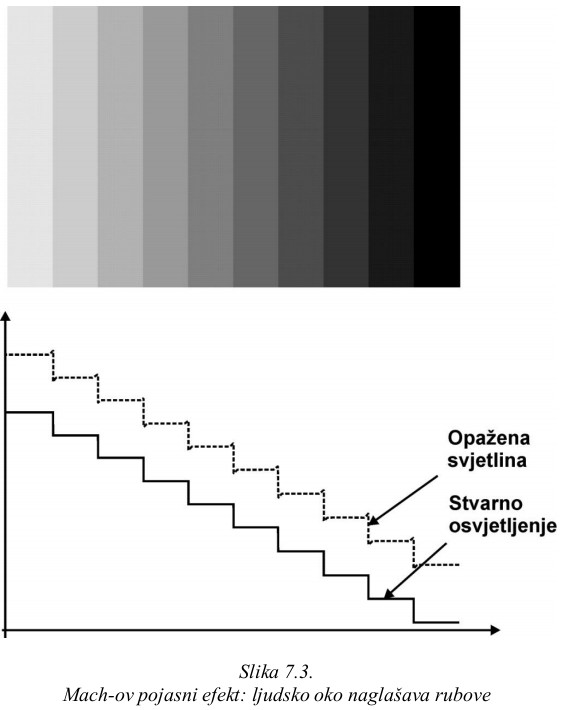 Opažena
svjetlina
Stvarno
osvjetljenje
Slika 7.3.
Mach-ov pojasni efekt: ljudsko oko naglašava rubove